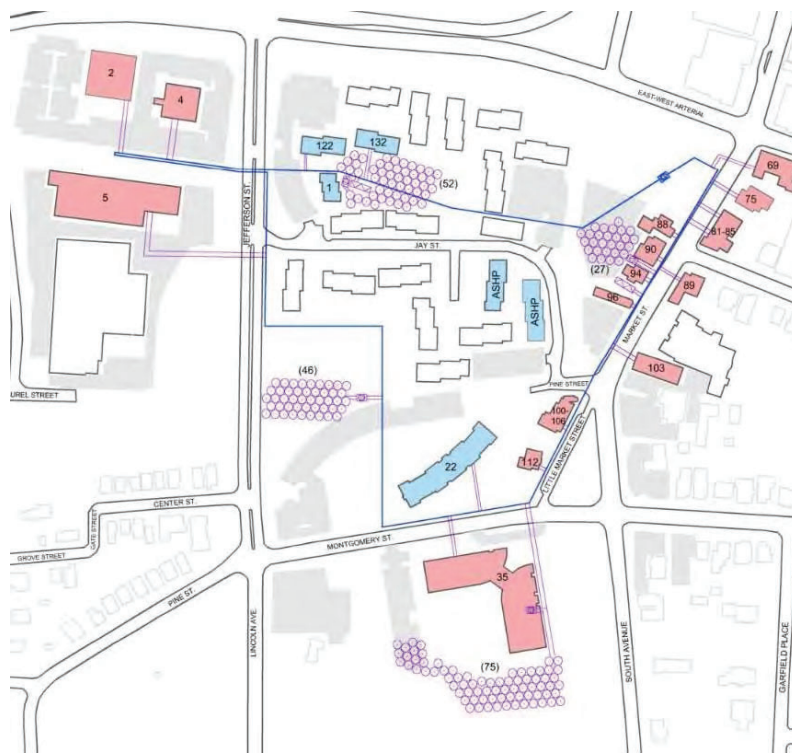 2
4
EAST-WEST ARTERIAL
122
132
69
(52)
1
75
5
JEFFERSON ST.
88
81-85
JAY ST.
90
(27)
94
ASHP
89
ASHP
96
MARKET ST.
(46)
103
PINE STREET
UREL STREET
100-
106
LITTLE MARKET STREET
22
112
CENTER ST.
GATE STREET
MONTGOMERY ST.
GROVE STREET
35
PINE ST.
LINCOLN AVE.
(75)
SOUTH AVENUE
GARFIELD PLACE